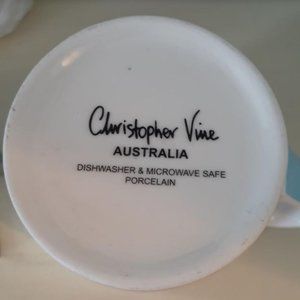 Christopher Vine
AUSTRALIA
DISHWASHER & MICROWAVE SAFE
PORCELAIN